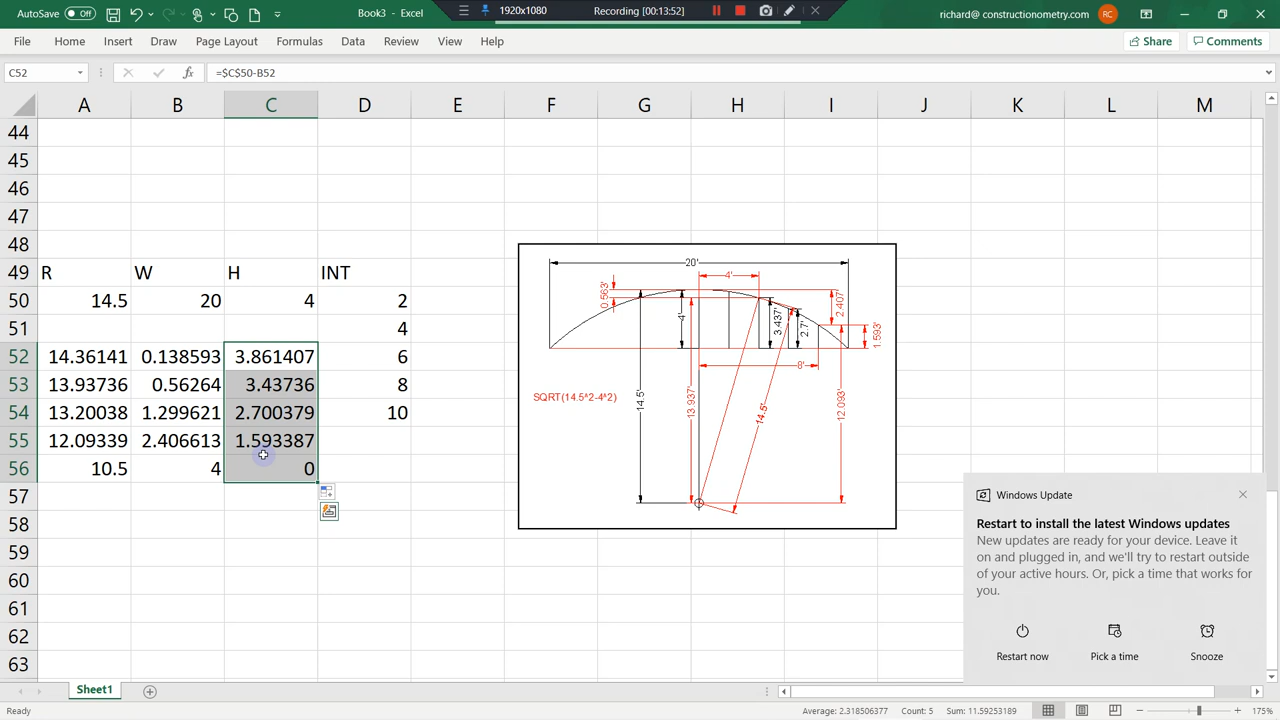 AutoSave Off
Book3 - Excel
1920x1080
Recording [00:13:52]
richard@ constructionometry.com
RC
File Home Insert Draw Page Layout Formulas Data Review View Help
Share
Comments
C52
fx
=$C$50-B52
A B C D E F G H I J K L M
44
45
46
47
48
49 R W H INT
50 14.5 20 4 2
51 4
52 14.36141 0.138593 3.861407 6
53 13.93736 0.56264 3.43736 8
54 13.20038 1.299621 2.700379 10
55 12.09339 2.406613 1.593387
56 10.5 4 0
57
58
59
60
61
62
63
20'
4'
0.563'
2.407'
4'
3.437'
2.7'
1.593'
8'
SQRT(14.5^2-4^2)
14.5'
13.937'
14.5'
12.093'
Windows Update
Restart to install the latest Windows updates
New updates are ready for your device. Leave it
on and plugged in, and we'll try to restart outside
of your active hours. Or, pick a time that works for
you.
Restart now
Pick a time
Snooze
Sheet1
Ready
Average: 2.318506377 Count: 5 Sum: 11.59253189
175%